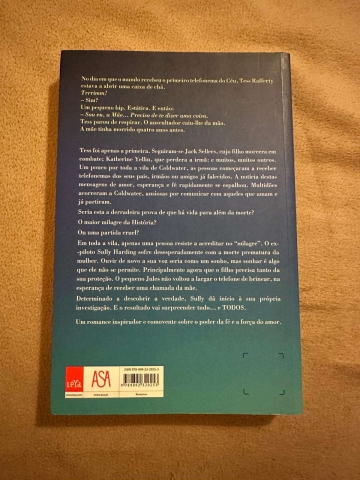 No dia em que o mundo recebeu o primeiro telefonema do Céu, Tess Rafferty
estava a abrir uma caixa de chá.
Trrrimm!
– Sim?
Um pequeno bip. Estática. E então:
– Sou eu, a Mãe... Preciso de te dizer uma coisa.
Tess parou de respirar. O auscultador caiu-lhe da mão.
A mãe tinha morrido quatro anos antes.
Tess foi apenas a primeira. Seguiram-se Jack Sellers, cujo filho morrera em
combate; Katherine Yellin, que perdera a irmã; e muitos, muitos outros.
Um pouco por toda a vila de Coldwater, as pessoas começaram a receber
telefonemas dos seus pais, irmãos ou amigos já falecidos. A notícia destas
mensagens de amor, esperança e fé rapidamente se espalhou. Multidões
acorreram a Coldwater, ansiosas por comunicar com aqueles que amam e
já partiram.
Seria esta a derradeira prova de que há vida para além da morte?
O maior milagre da História?
Ou uma partida cruel?
Em toda a vila, apenas uma pessoa resiste a acreditar no "milagre". O ex-
-piloto Sully Harding sofre desesperadamente com a morte prematura da
mulher. Ouvir de novo a sua voz seria como um sonho, mas sonhar é algo
que ele não se permite. Principalmente agora que o filho precisa tanto da
sua proteção. O pequeno Jules não voltou a largar o telefone de brincar, na
esperança de receber uma chamada da mãe.
Determinado a descobrir a verdade, Sully dá início à sua própria
investigação. E o resultado vai surpreender tudo... e TODOS.
Um romance inspirador e comovente sobre o poder da fé e a força do amor.
ASA